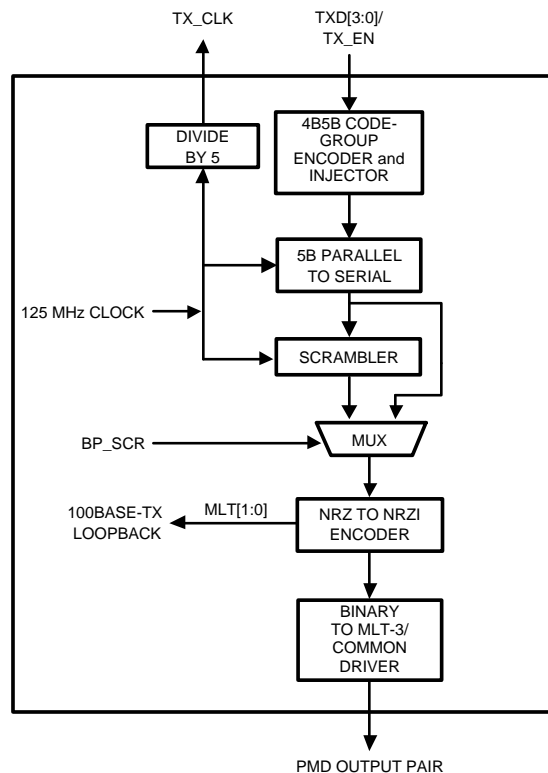 TX_CLK
TXD[3:0]/
TX_EN
DIVIDE
BY 5
4B5B CODE-
GROUP
ENCODER and
INJECTOR
5B PARALLEL
TO SERIAL
125 MHz CLOCK
SCRAMBLER
BP_SCR
MUX
100BASE-TX
LOOPBACK
MLT[1:0]
NRZ TO NRZI
ENCODER
BINARY
TO MLT-3/
COMMON
DRIVER
PMD OUTPUT PAIR